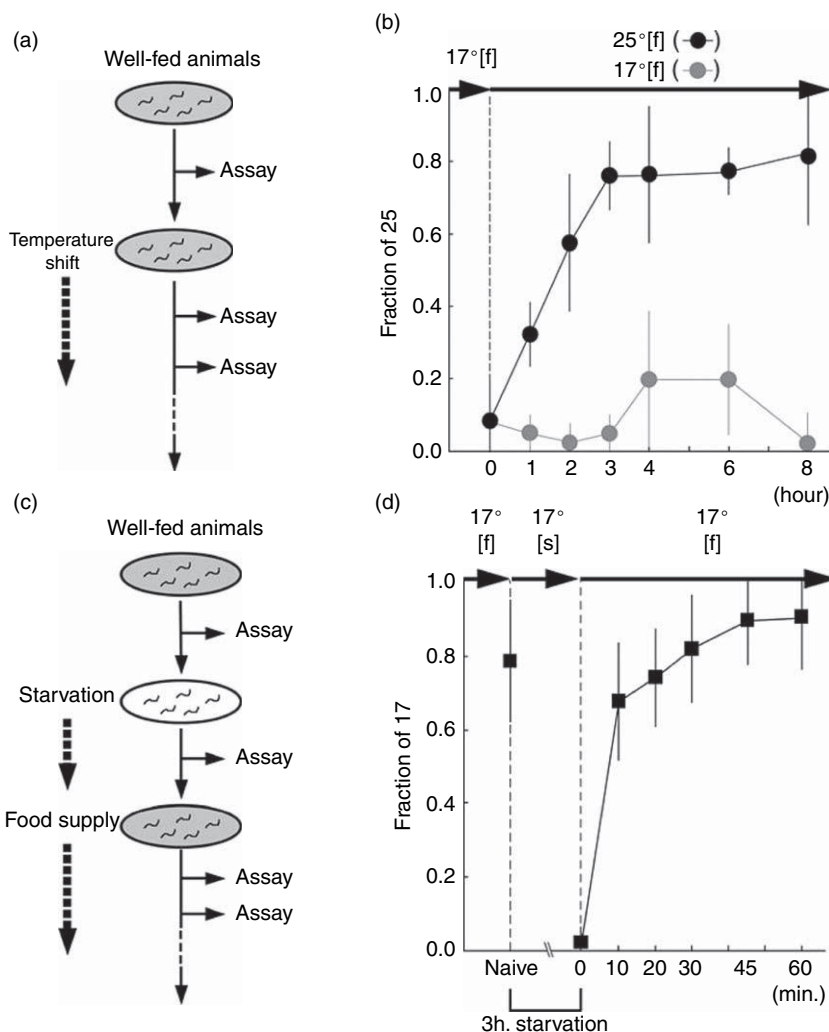 (a)
Well-fed animals
Assay
Temperature
shift
Assay
Assay
(b)
25°[f] ( )
17°[f] ( )
17°[f]
1.0
0.8
0.6
0.4
0.2
0.0
Fraction of 25
0 1 2 3 4 6 8
(hour)
(c)
Well-fed animals
Assay
Starvation
Assay
Food supply
Assay
Assay
(d)
17° 17° 17°
[f] [s] [f]
1.0
0.8
0.6
0.4
0.2
0.0
Fraction of 17
Naive 0 10 20 30 45 60
(min.)
3h. starvation